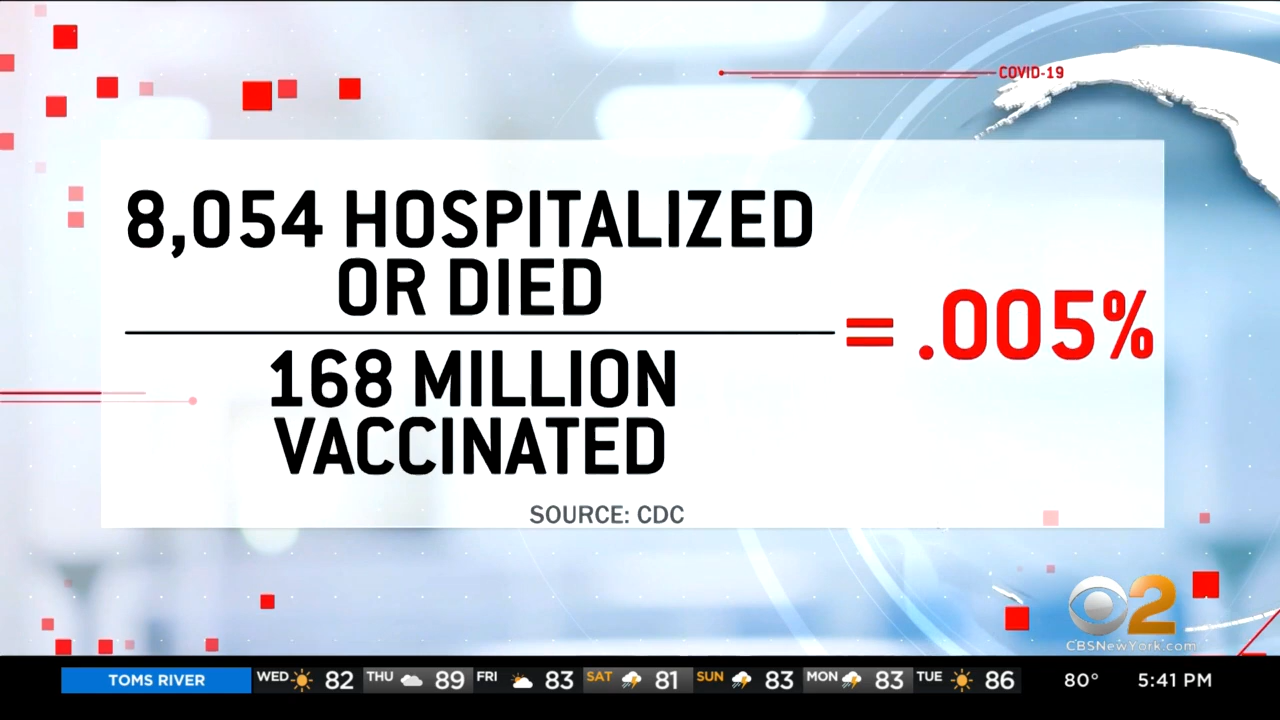 COVID-19
8,054 HOSPITALIZED
OR DIED
168 MILLION
VACCINATED
= .005%
SOURCE: CDC
2
CBSNewYork.com
TOMS RIVER WED 82 THU 89 FRI 83 SAT 81 SUN 83 MON 83 TUE 86 80° 5:41 PM